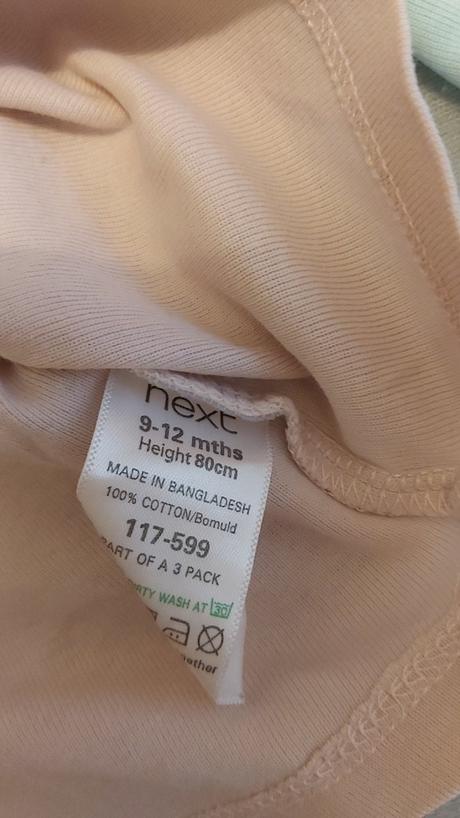 next
9-12 mths
Height 80cm
MADE IN BANGLADESH
100% COTTON/Bomuld
117-599
PART OF A 3 PACK
WASH AT 30